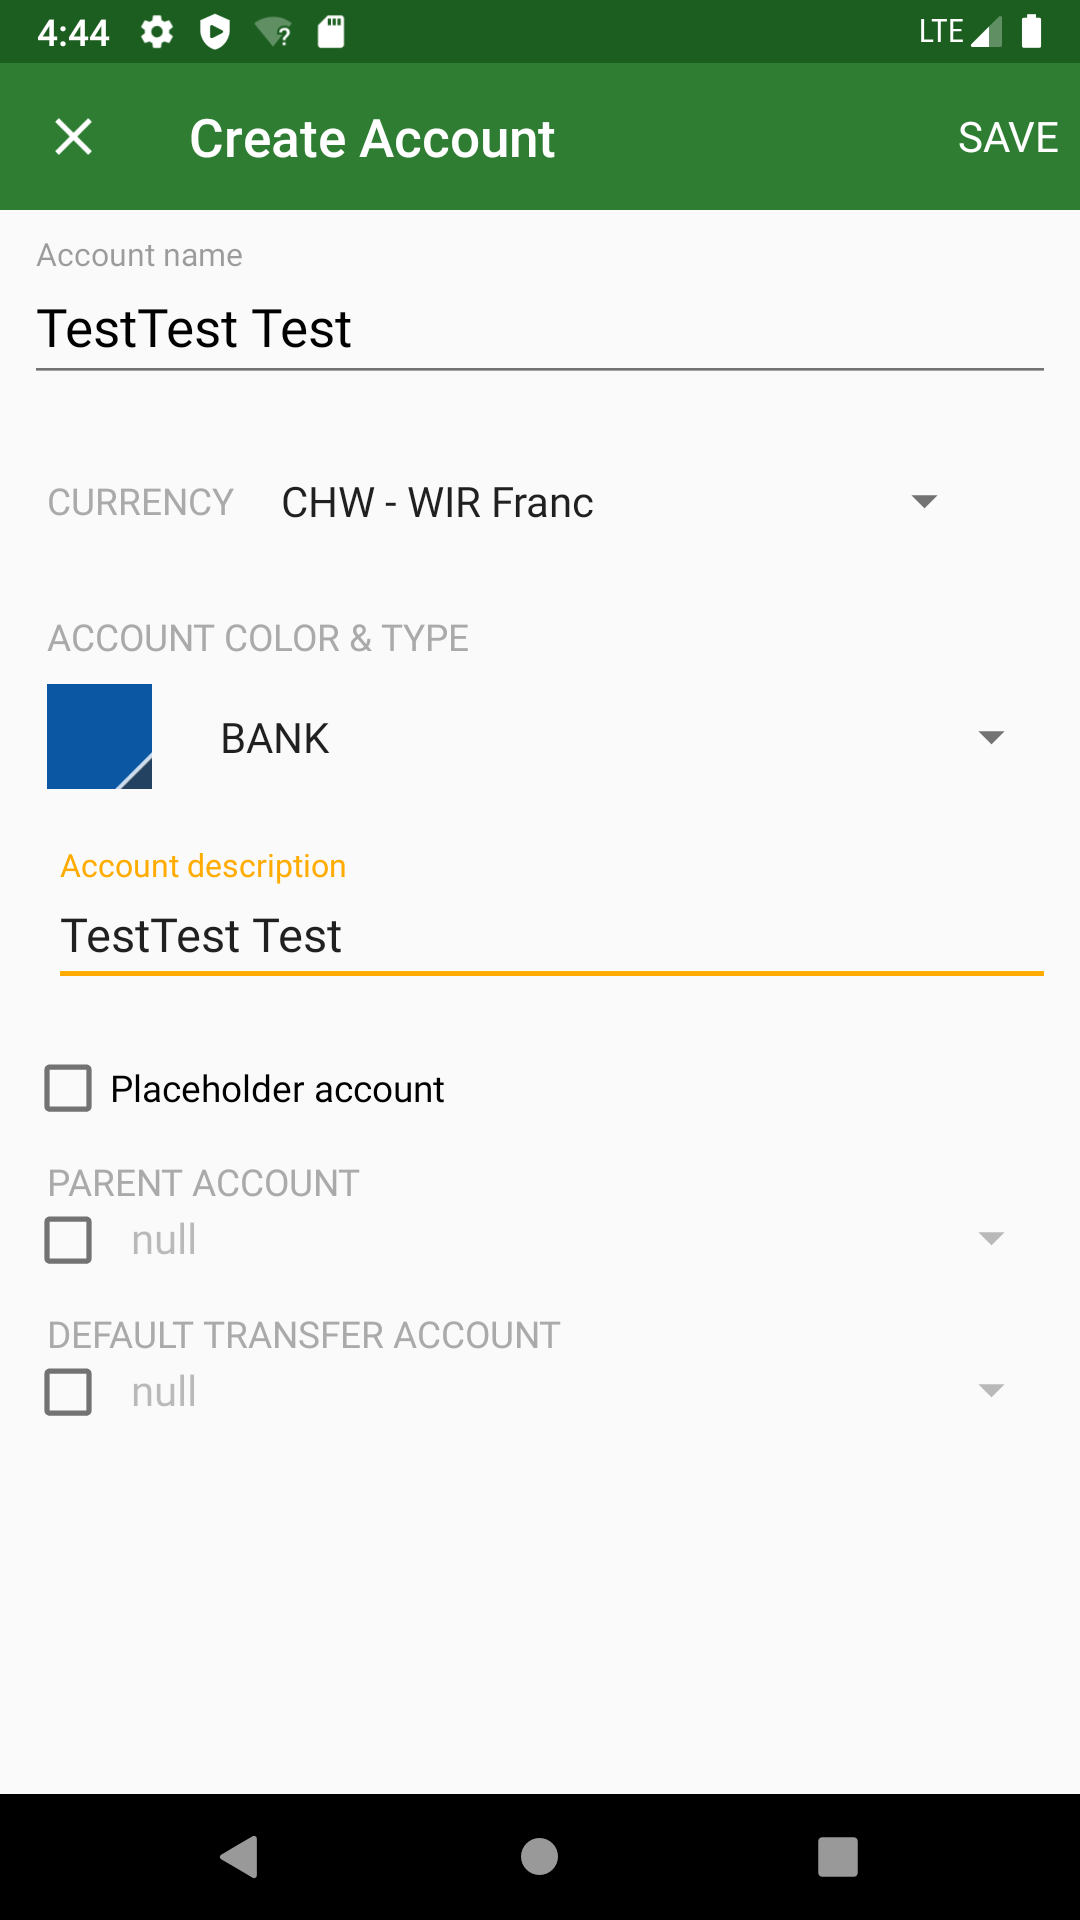 4:44
LTE
Create Account
SAVE
Account name
TestTest Test
CURRENCY
CHW - WIR Franc
ACCOUNT COLOR & TYPE
BANK
Account description
TestTest Test
Placeholder account
PARENT ACCOUNT
null
DEFAULT TRANSFER ACCOUNT
null